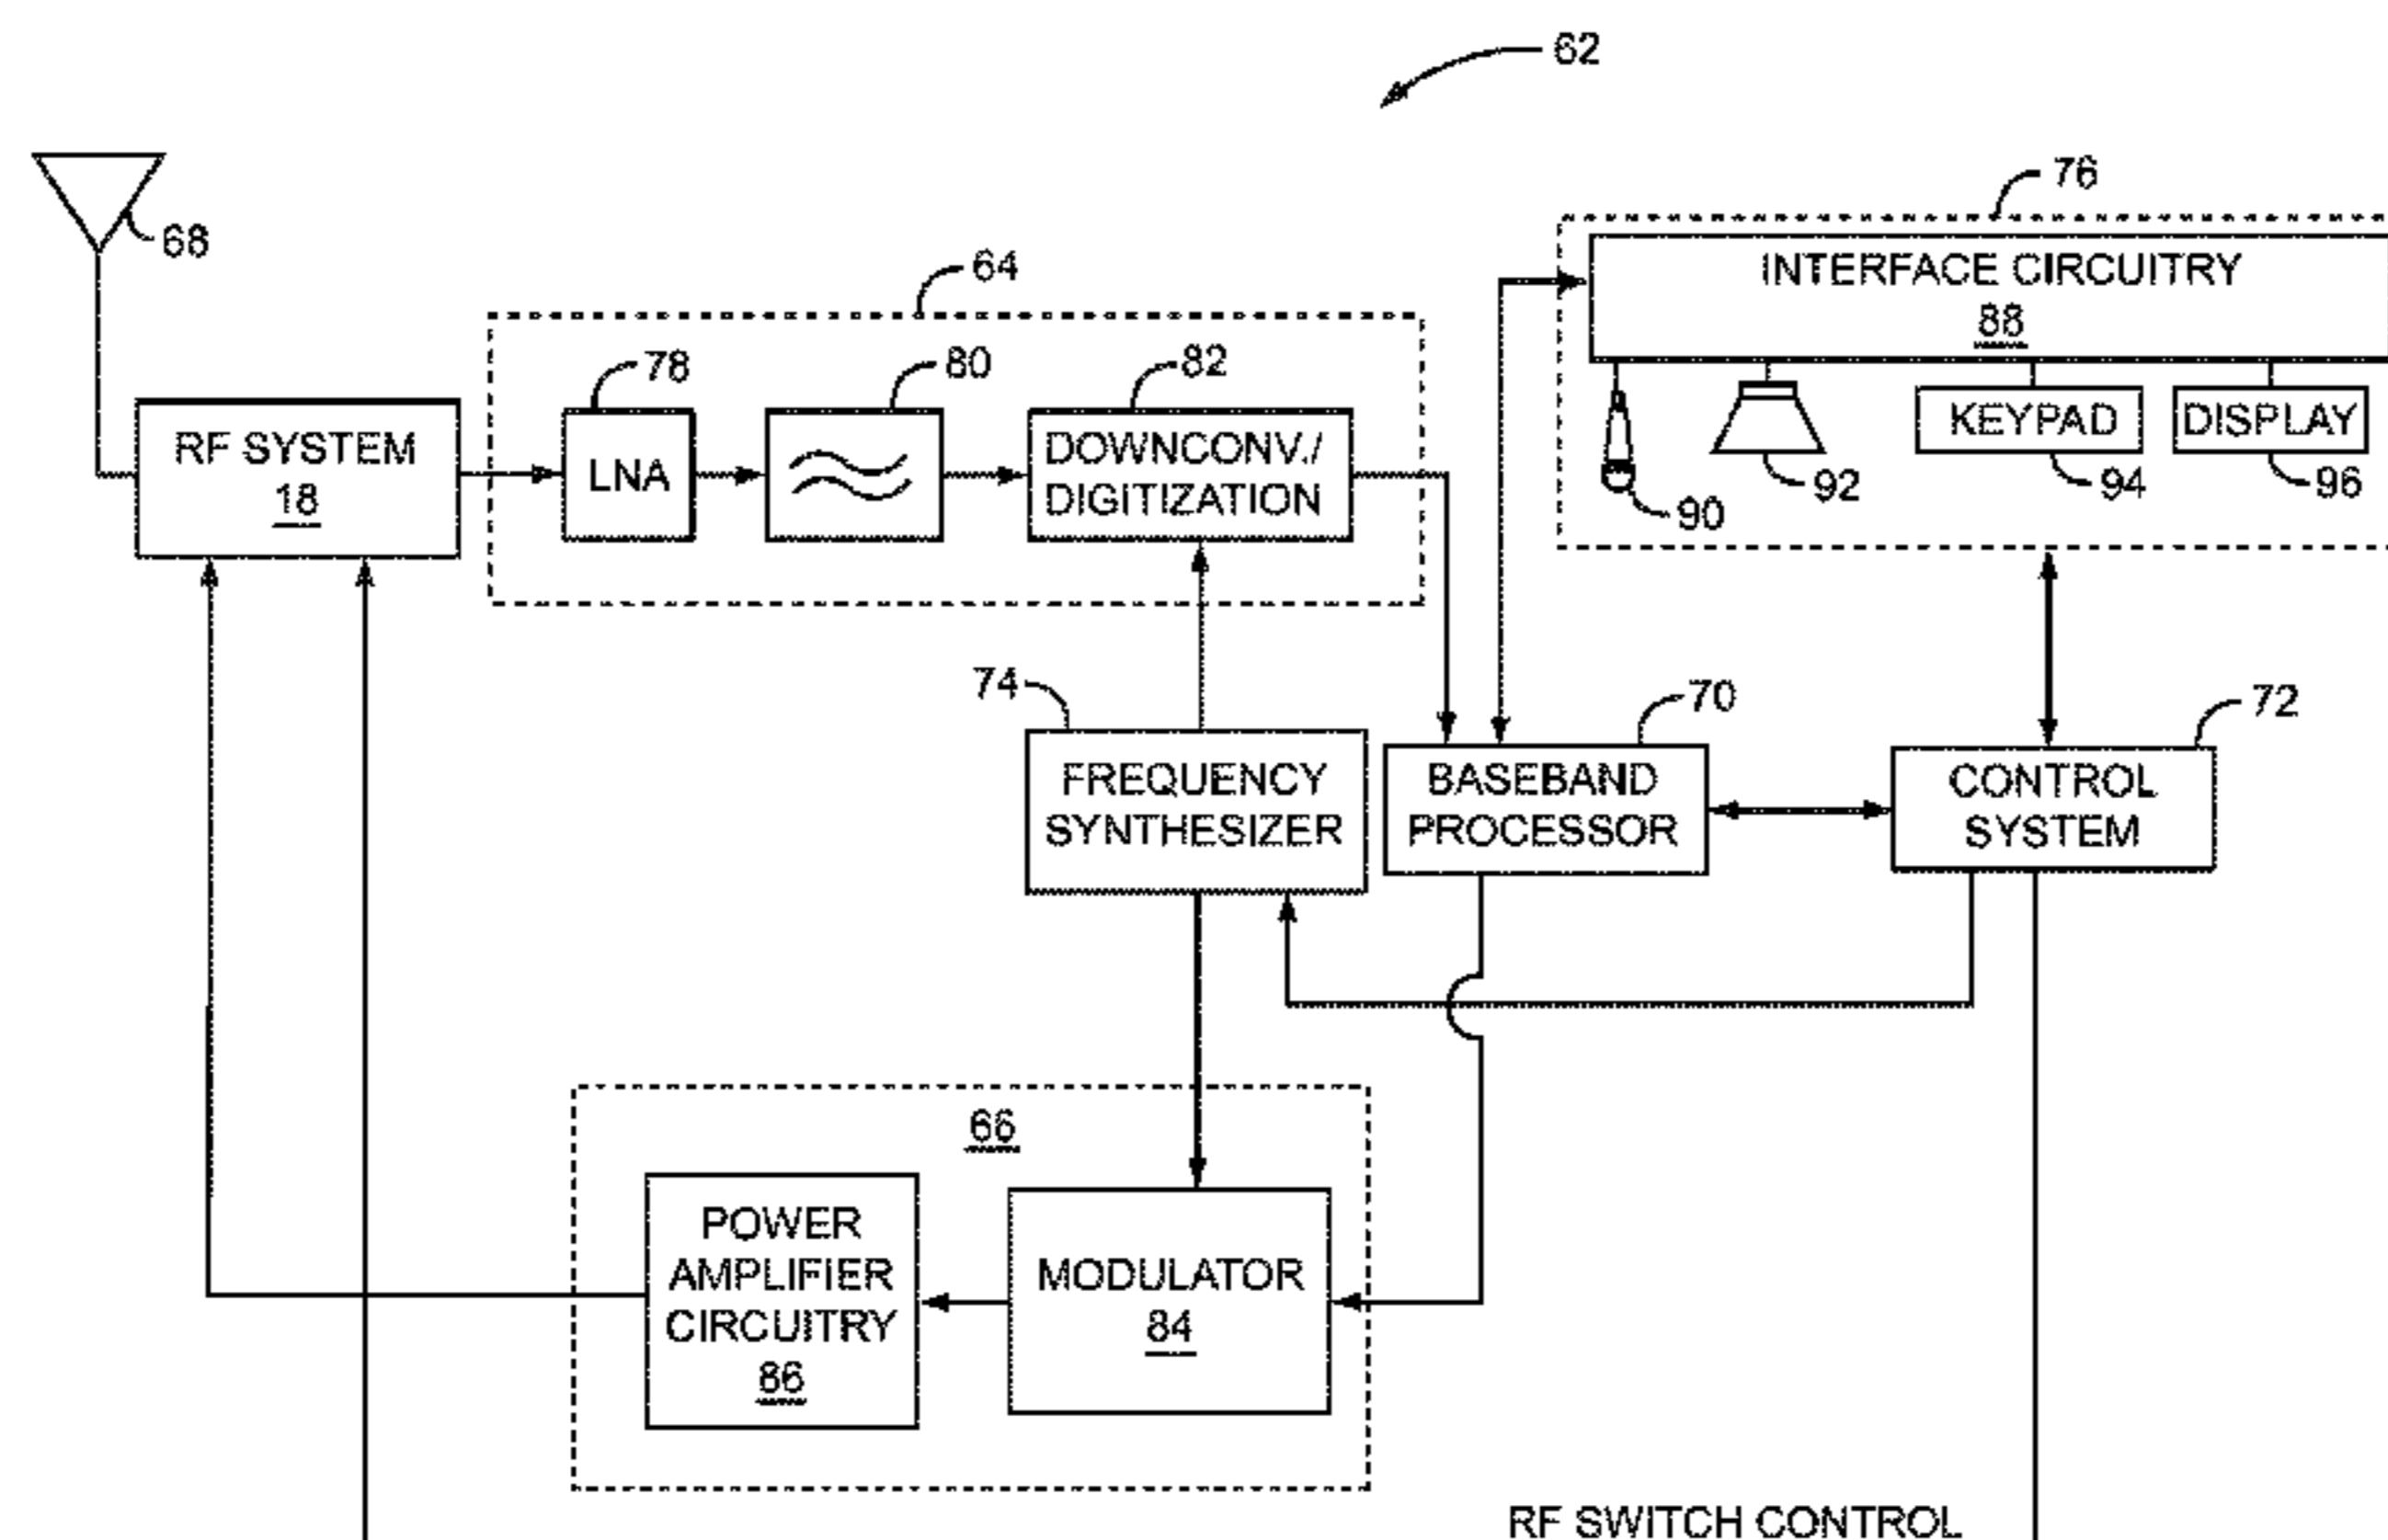 62
68
64
76
INTERFACE CIRCUITRY
88
78
80
82
RF SYSTEM
18
LNA
DOWNCONV./
DIGITIZATION
KEYPAD
DISPLAY
90
92
94
96
74
70
72
FREQUENCY
SYNTHESIZER
BASEBAND
PROCESSOR
CONTROL
SYSTEM
66
POWER
AMPLIFIER
CIRCUITRY
86
MODULATOR
84
RF SWITCH CONTROL